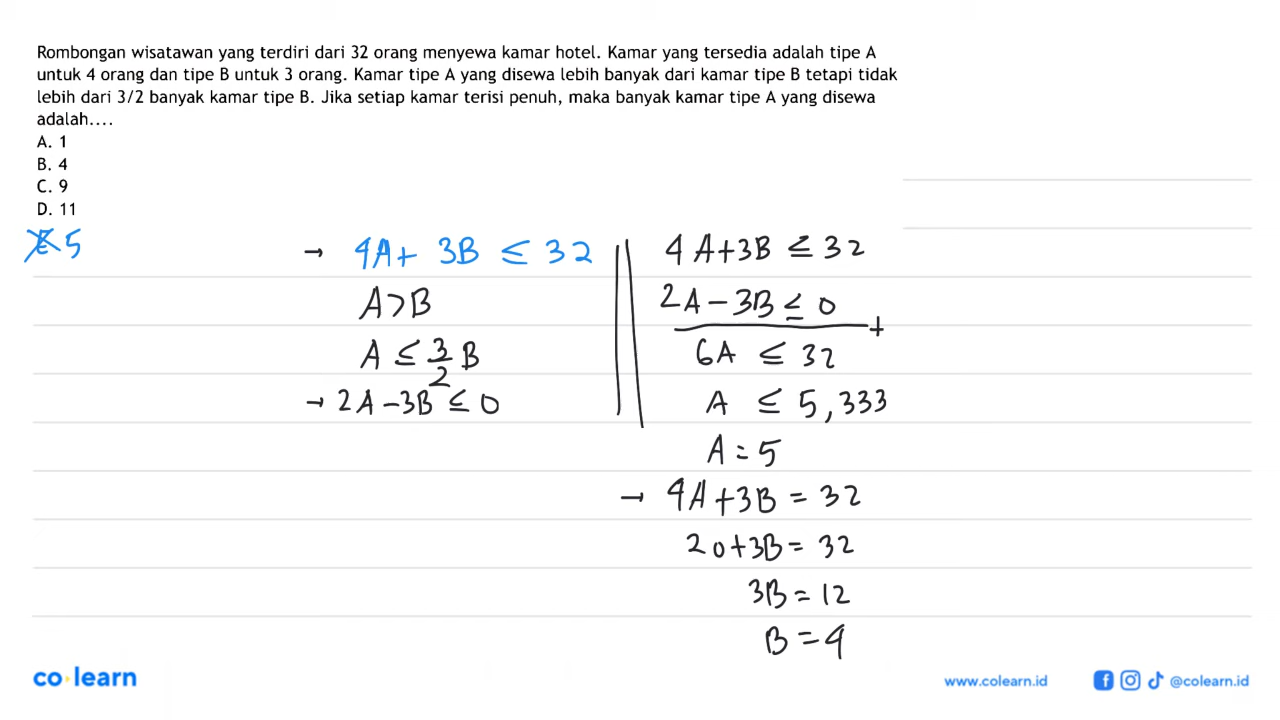 Rombongan wisatawan yang terdiri dari 32 orang menyewa kamar hotel. Kamar yang tersedia adalah tipe A
untuk 4 orang dan tipe B untuk 3 orang. Kamar tipe A yang disewa lebih banyak dari kamar tipe B tetapi tidak
lebih dari 3/2 banyak kamar tipe B. Jika setiap kamar terisi penuh, maka banyak kamar tipe A yang disewa
adalah....
A. 1
B. 4
C. 9
D. 11
E 5
→ 4A + 3B ≤ 32
A > B
A ≤ 3/2 B
→ 2A - 3B ≤ 0
4A + 3B ≤ 32
2A - 3B ≤ 0 +
6A ≤ 32
A ≤ 5,333
A = 5
→ 4A + 3B = 32
20 + 3B = 32
3B = 12
B = 4
co·learn
www.colearn.id
@colearn.id